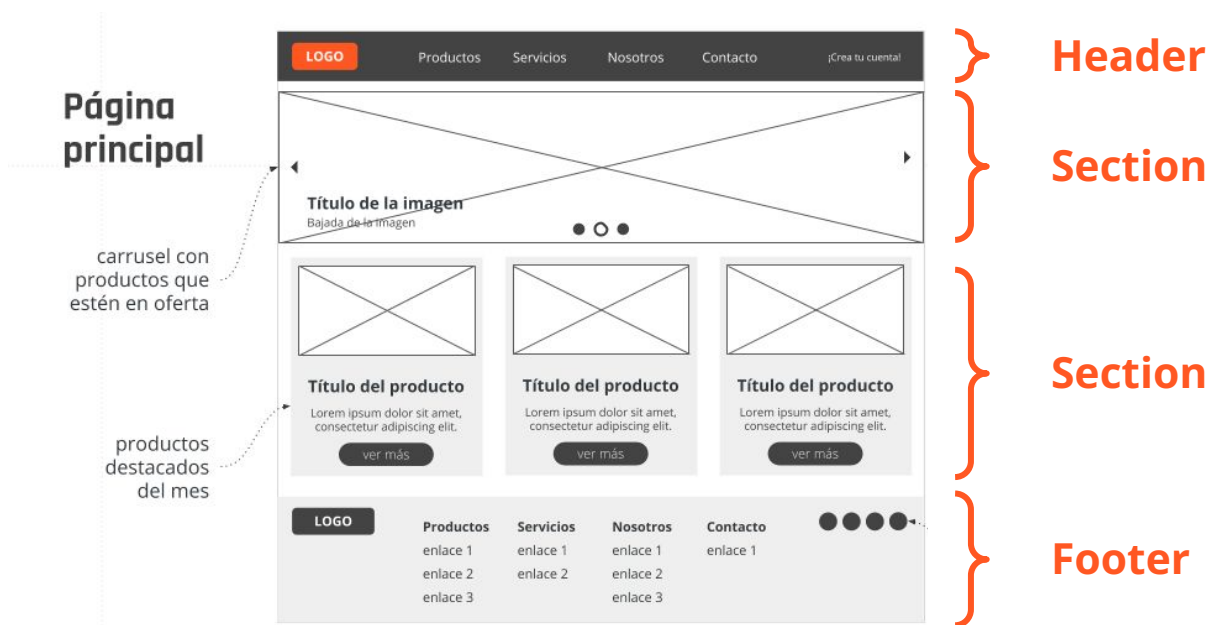 LOGO
Productos
Servicios
Nosotros
Contacto
¡Crea tu cuenta!
Header
Página
principal
Section
Título de la imagen
Bajada de la imagen
carrusel con
productos que
estén en oferta
Título del producto
Lorem ipsum dolor sit amet,
consectetur adipiscing elit.
ver más
Título del producto
Lorem ipsum dolor sit amet,
consectetur adipiscing elit.
ver más
Título del producto
Lorem ipsum dolor sit amet,
consectetur adipiscing elit.
ver más
Section
productos
destacados
del mes
LOGO
Productos
enlace 1
enlace 2
enlace 3
Servicios
enlace 1
enlace 2
Nosotros
enlace 1
enlace 2
enlace 3
Contacto
enlace 1
Footer